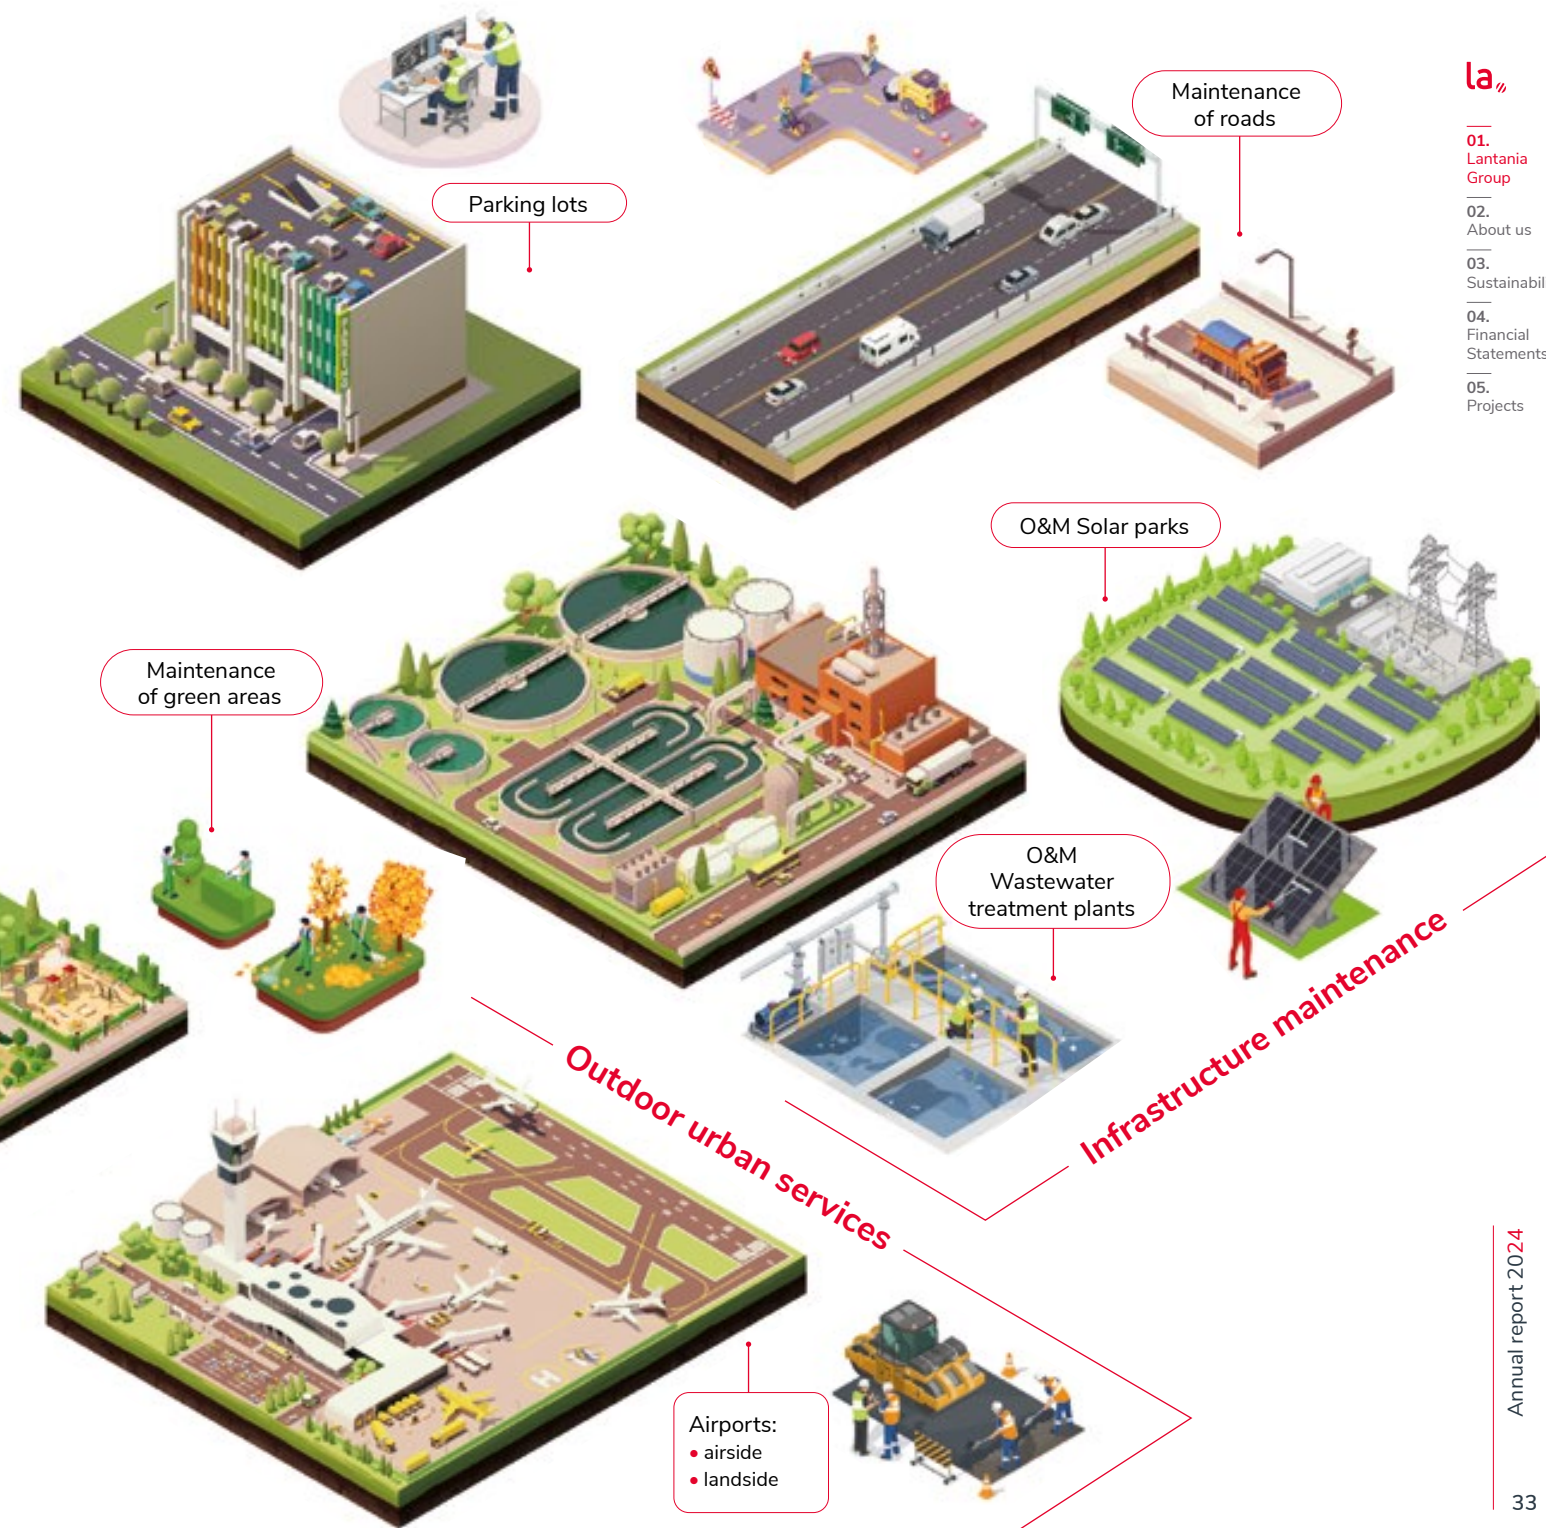 Maintenance
of roads
Parking lots
O&M Solar parks
Maintenance
of green areas
O&M
Wastewater
treatment plants
Infrastructure maintenance
Outdoor urban services
Airports:
• airside
• landside
la
01.
Lantania
Group
02.
About us
03.
Sustainabil
04.
Financial
Statements
05.
Projects
Annual report 2024
33
H